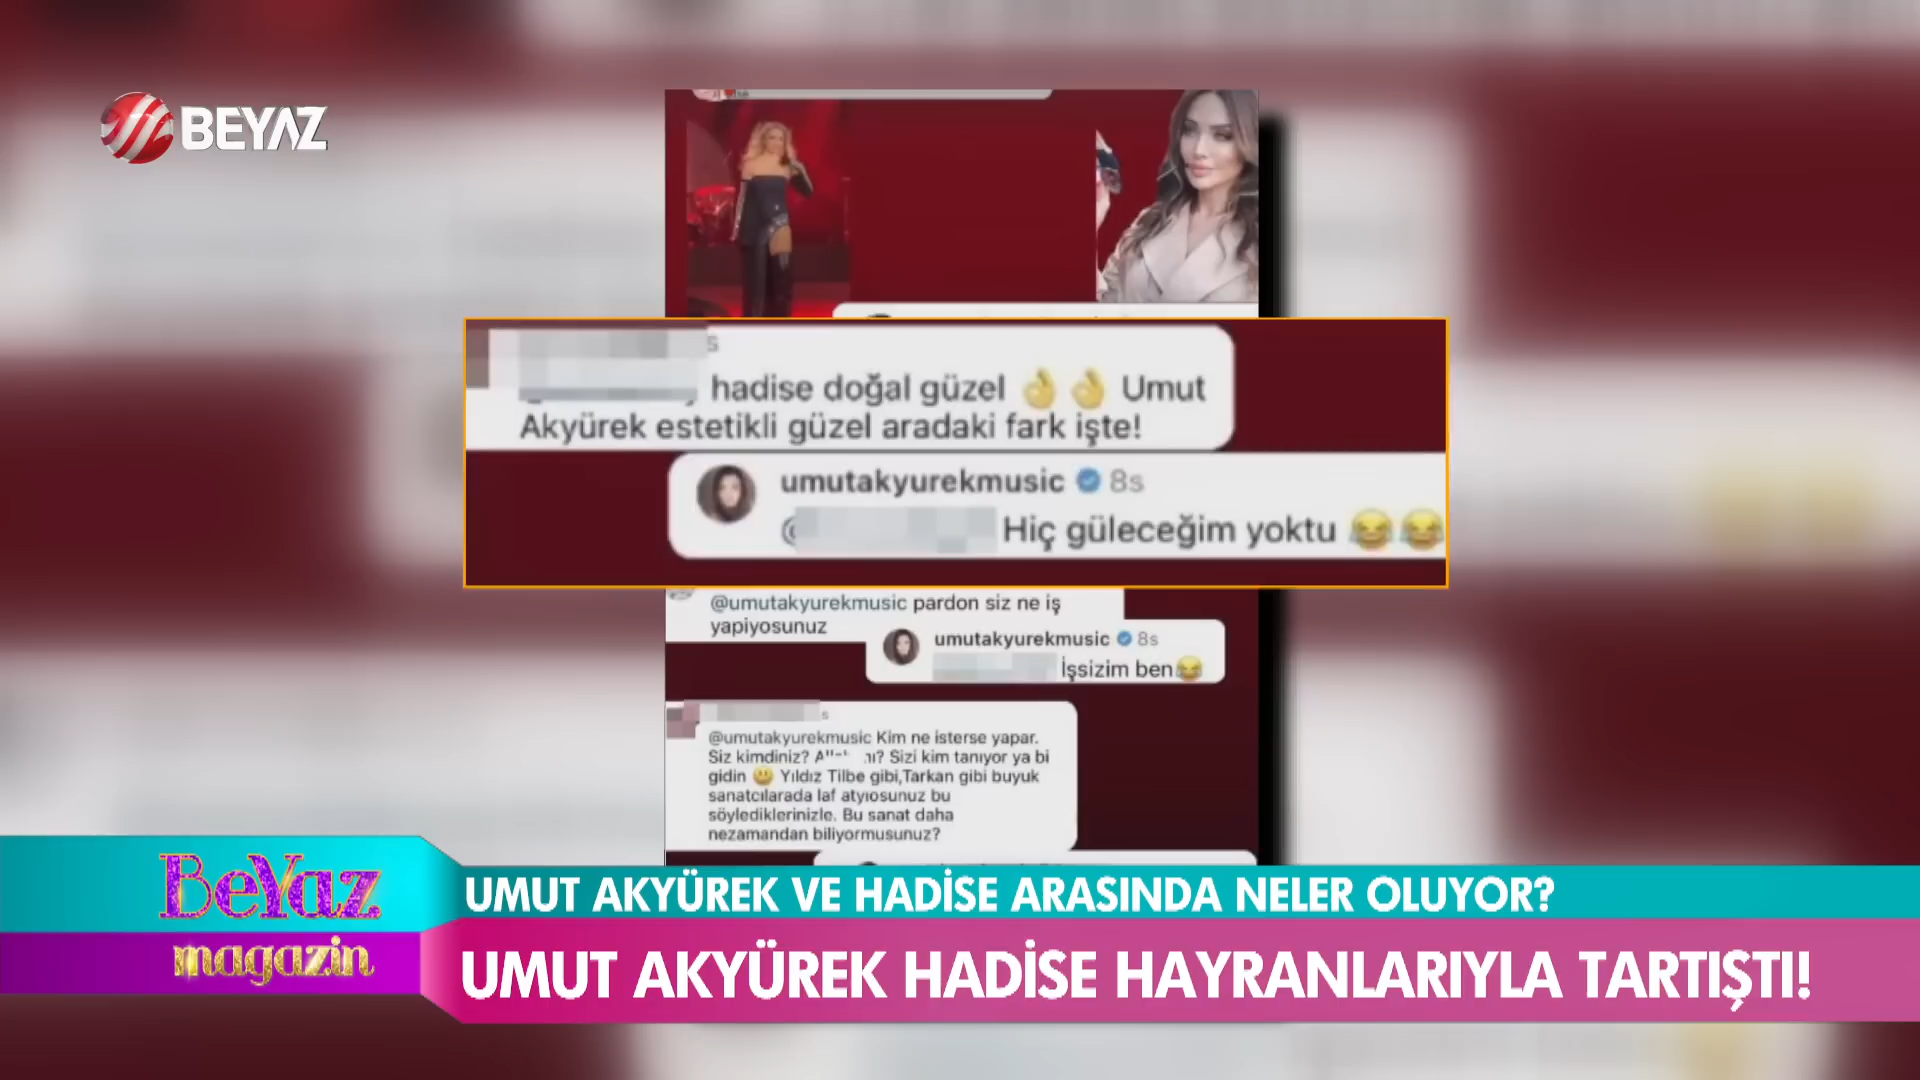 BEYAZ
s
hadise doğal güzel 👌👌 Umut
Akyürek estetikli güzel aradaki fark işte!
umutakyurekmusic 8s
@ Hiç güleceğim yoktu 😂😂
@umutakyurekmusic pardon siz ne iş
yapiyosunuz
umutakyurekmusic 8s
İşsizim ben😂
s
@umutakyurekmusic Kim ne isterse yapar.
Siz kimdiniz? Sizi kim tanıyor ya bi
gidin 😃 Yıldız Tilbe gibi,Tarkan gibi buyuk
sanatcılarada laf atyıosunuz bu
söylediklerinizle. Bu sanat daha
nezamandan biliyormusunuz?
BeYaz
magazin
UMUT AKYÜREK VE HADİSE ARASINDA NELER OLUYOR?
UMUT AKYÜREK HADİSE HAYRANLARIYLA TARTIŞTI!